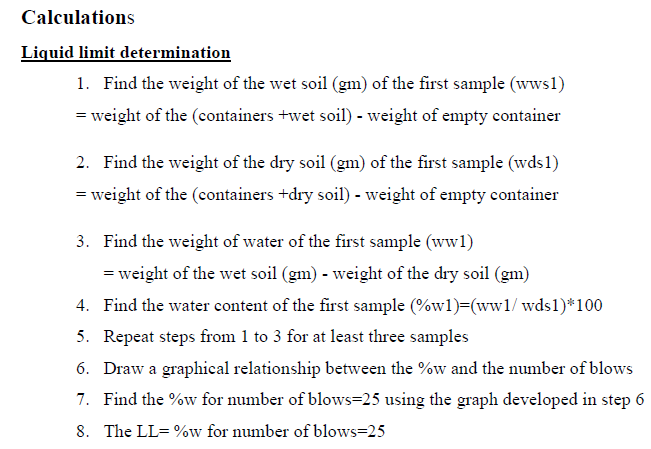 Calculations
Liquid limit determination
1. Find the weight of the wet soil (gm) of the first sample (wws1)
= weight of the (containers +wet soil) - weight of empty container
2. Find the weight of the dry soil (gm) of the first sample (wds1)
= weight of the (containers +dry soil) - weight of empty container
3. Find the weight of water of the first sample (ww1)
= weight of the wet soil (gm) - weight of the dry soil (gm)
4. Find the water content of the first sample (%w1)=(ww1/ wds1)*100
5. Repeat steps from 1 to 3 for at least three samples
6. Draw a graphical relationship between the %w and the number of blows
7. Find the %w for number of blows=25 using the graph developed in step 6
8. The LL= %w for number of blows=25